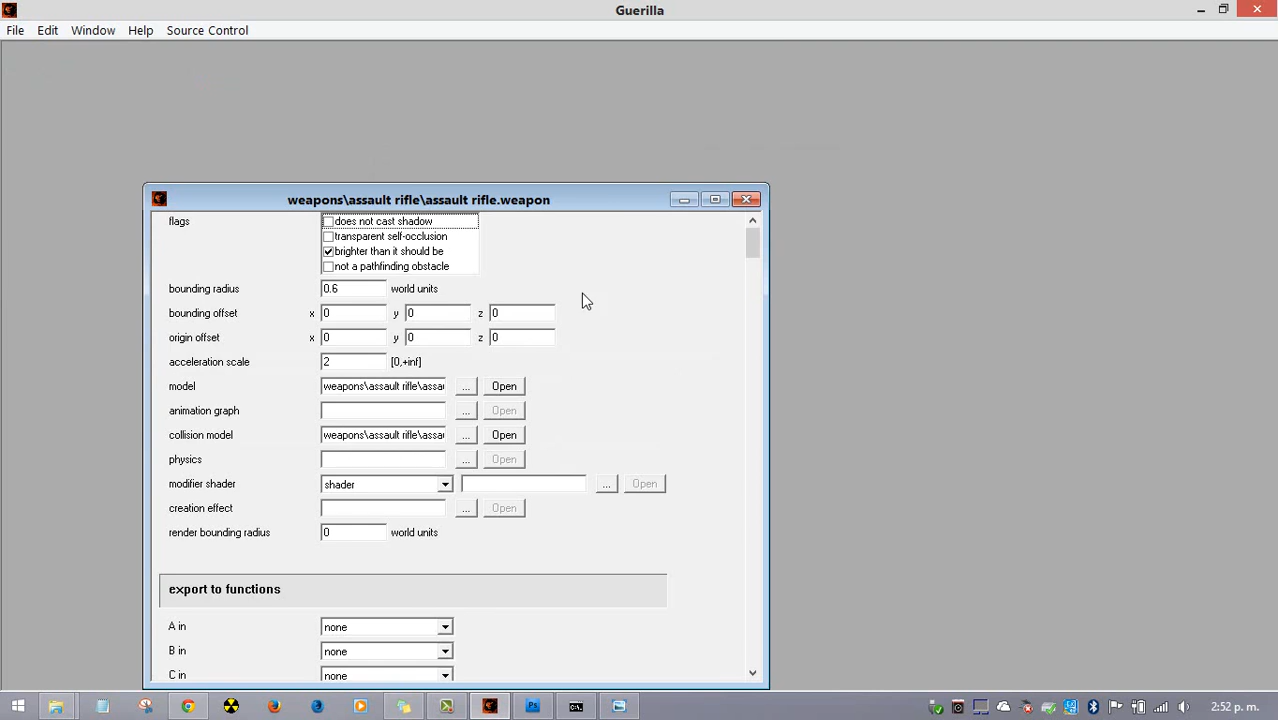 Guerilla
File Edit Window Help Source Control
weapons\assault rifle\assault rifle.weapon
flags
does not cast shadow
transparent self-occlusion
brighter than it should be
not a pathfinding obstacle
bounding radius 0.6 world units
bounding offset x 0 y 0 z 0
origin offset x 0 y 0 z 0
acceleration scale 2 [0,+inf]
model weapons\assault rifle\assau ... Open
animation graph ... Open
collision model weapons\assault rifle\assau ... Open
physics ... Open
modifier shader shader ... Open
creation effect ... Open
render bounding radius 0 world units
export to functions
A in none
B in none
C in none
Ps
C:\
2:52 p. m.